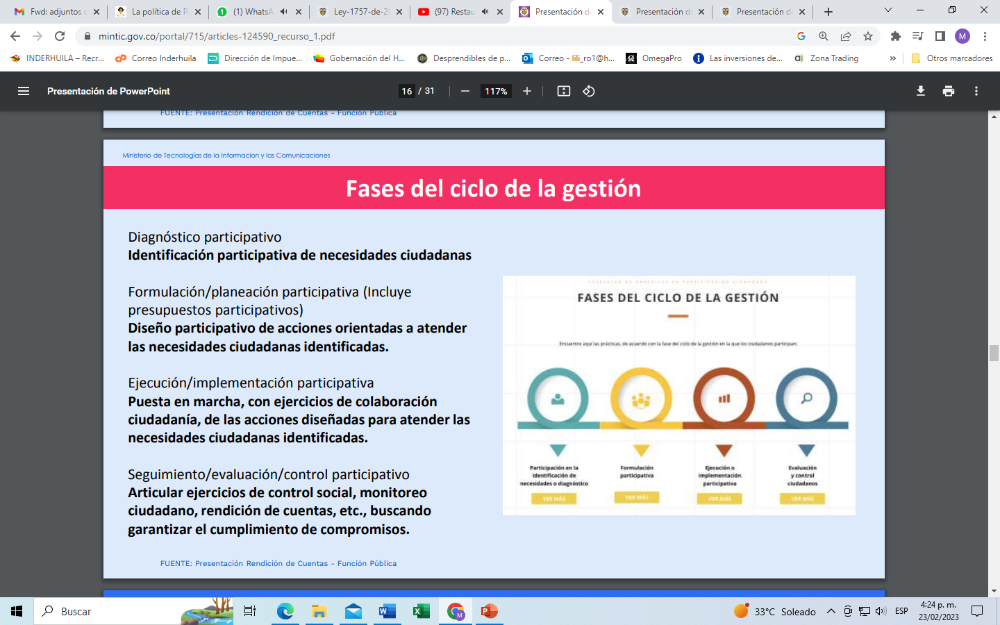 Fwd: adjuntos c
La política de P
(1) WhatsA
Ley-1757-de-2
(97) Restau
Presentación de
Presentación de
Presentación de
mintic.gov.co/portal/715/articles-124590_recurso_1.pdf
M
INDERHUILA – Recr...
Correo Inderhuila
Dirección de Impue...
Gobernación del H...
Desprendibles de p...
Correo - lili_ro1@h...
OmegaPro
Las inversiones de...
Zona Trading
»
Otros marcadores
Presentación de PowerPoint
16 / 31
117%
FUENTE: Presentación Rendición de Cuentas - Función Pública
Ministerio de Tecnologías de la Informacion y las Comunicaciones
Fases del ciclo de la gestión
Diagnóstico participativo
Identificación participativa de necesidades ciudadanas
Formulación/planeación participativa (Incluye
presupuestos participativos)
Diseño participativo de acciones orientadas a atender
las necesidades ciudadanas identificadas.
Ejecución/implementación participativa
Puesta en marcha, con ejercicios de colaboración
ciudadanía, de las acciones diseñadas para atender las
necesidades ciudadanas identificadas.
Seguimiento/evaluación/control participativo
Articular ejercicios de control social, monitoreo
ciudadano, rendición de cuentas, etc., buscando
garantizar el cumplimiento de compromisos.
FASES DEL CICLO DE LA GESTIÓN
Encuentre aquí las prácticas, de acuerdo con la fase del ciclo de la gestión en la que los ciudadanos participan:
Participación en la
identificación de
necesidades o diagnóstico
VER MÁS
Formulación
participativa
VER MÁS
Ejecución o
implementación
participativa
VER MÁS
Evaluación
y control
ciudadanos
VER MÁS
FUENTE: Presentación Rendición de Cuentas - Función Pública
Buscar
33°C Soleado
ESP
4:24 p. m.
23/02/2023